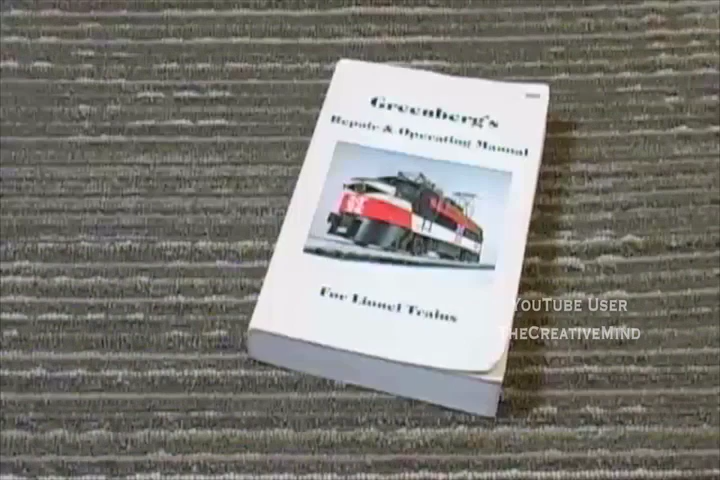 Greenberg's
Repair & Operating Manual
For Lionel Trains
YouTube User
TheCreativeMind